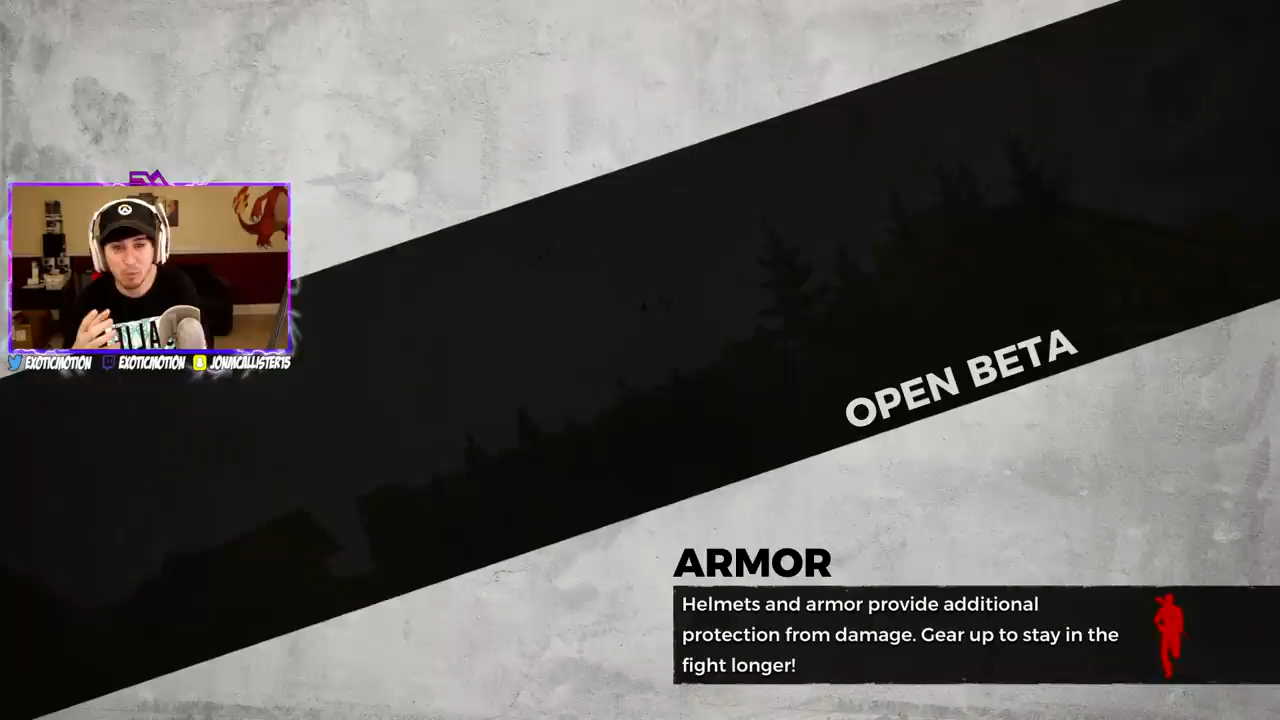 EXOTICMOTION EXOTICMOTION JONMCALLISTER15
OPEN BETA
ARMOR
Helmets and armor provide additional
protection from damage. Gear up to stay in the
fight longer!